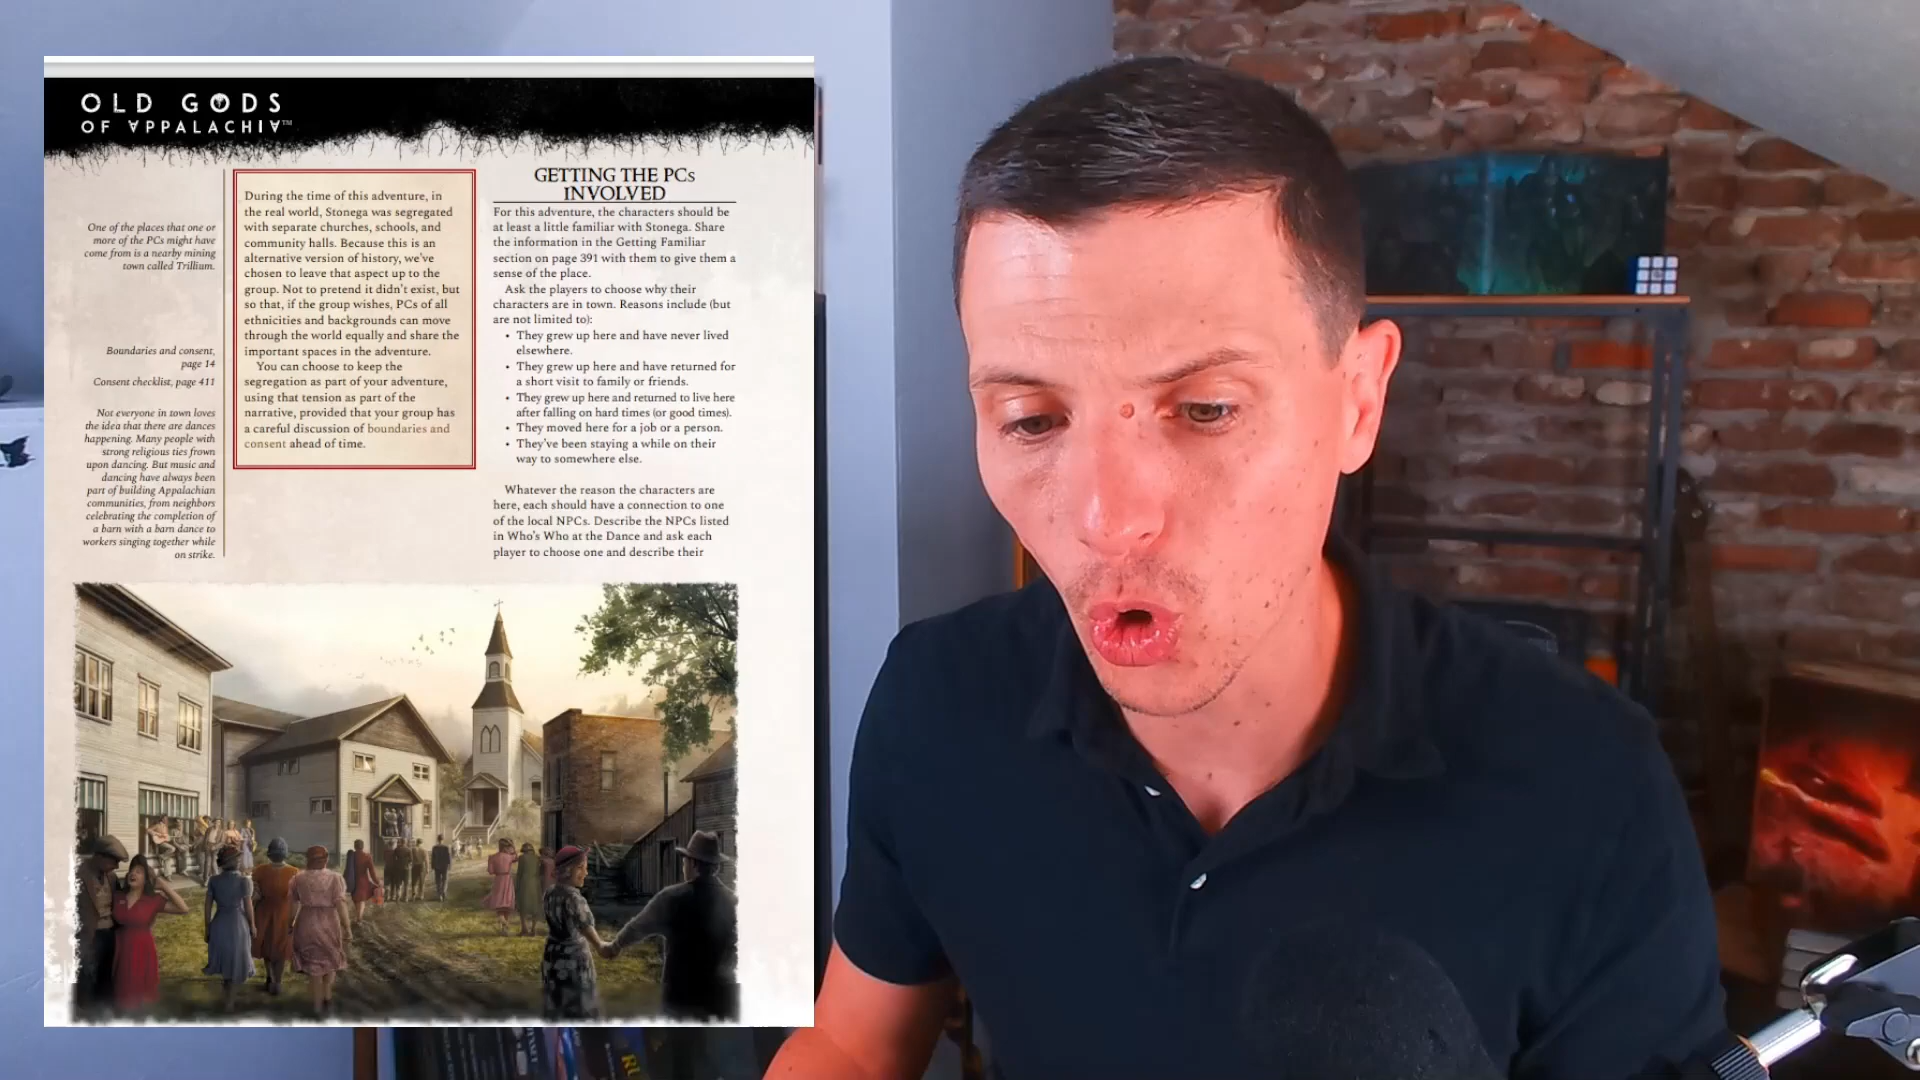 OLD GODS
OF APPALACHIA™
One of the places that one or
more of the PCs might have
come from is a nearby mining
town called Trillium.
Boundaries and consent,
page 14
Consent checklist, page 411
Not everyone in town loves
the idea that there are dances
happening. Many people with
strong religious ties frown
upon dancing. But music and
dancing have always been
part of building Appalachian
communities, from neighbors
celebrating the completion of
a barn with a barn dance to
workers singing together while
on strike.
During the time of this adventure, in
the real world, Stonega was segregated
with separate churches, schools, and
community halls. Because this is an
alternative version of history, we've
chosen to leave that aspect up to the
group. Not to pretend it didn't exist, but
so that, if the group wishes, PCs of all
ethnicities and backgrounds can move
through the world equally and share the
important spaces in the adventure.
You can choose to keep the
segregation as part of your adventure,
using that tension as part of the
narrative, provided that your group has
a careful discussion of boundaries and
consent ahead of time.
GETTING THE PCs
INVOLVED
For this adventure, the characters should be
at least a little familiar with Stonega. Share
the information in the Getting Familiar
section on page 391 with them to give them a
sense of the place.
Ask the players to choose why their
characters are in town. Reasons include (but
are not limited to):
• They grew up here and have never lived
elsewhere.
• They grew up here and have returned for
a short visit to family or friends.
• They grew up here and returned to live here
after falling on hard times (or good times).
• They moved here for a job or a person.
• They've been staying a while on their
way to somewhere else.
Whatever the reason the characters are
here, each should have a connection to one
of the local NPCs. Describe the NPCs listed
in Who's Who at the Dance and ask each
player to choose one and describe their